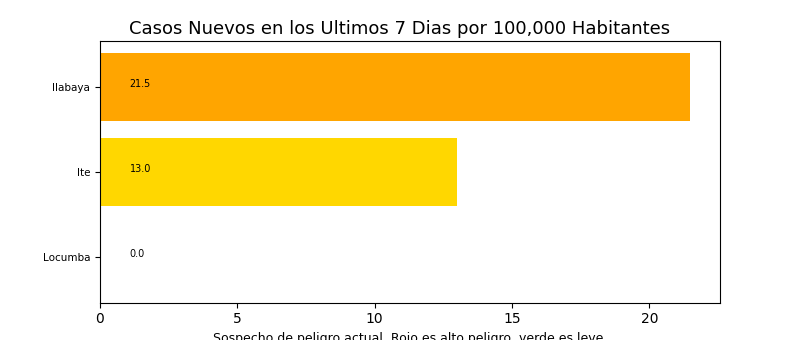 Casos Nuevos en los Ultimos 7 Dias por 100,000 Habitantes
Ilabaya
21.5
Ite
13.0
Locumba
0.0
0 5 10 15 20
Sospecho de peligro actual. Rojo es alto peligro, verde es leve